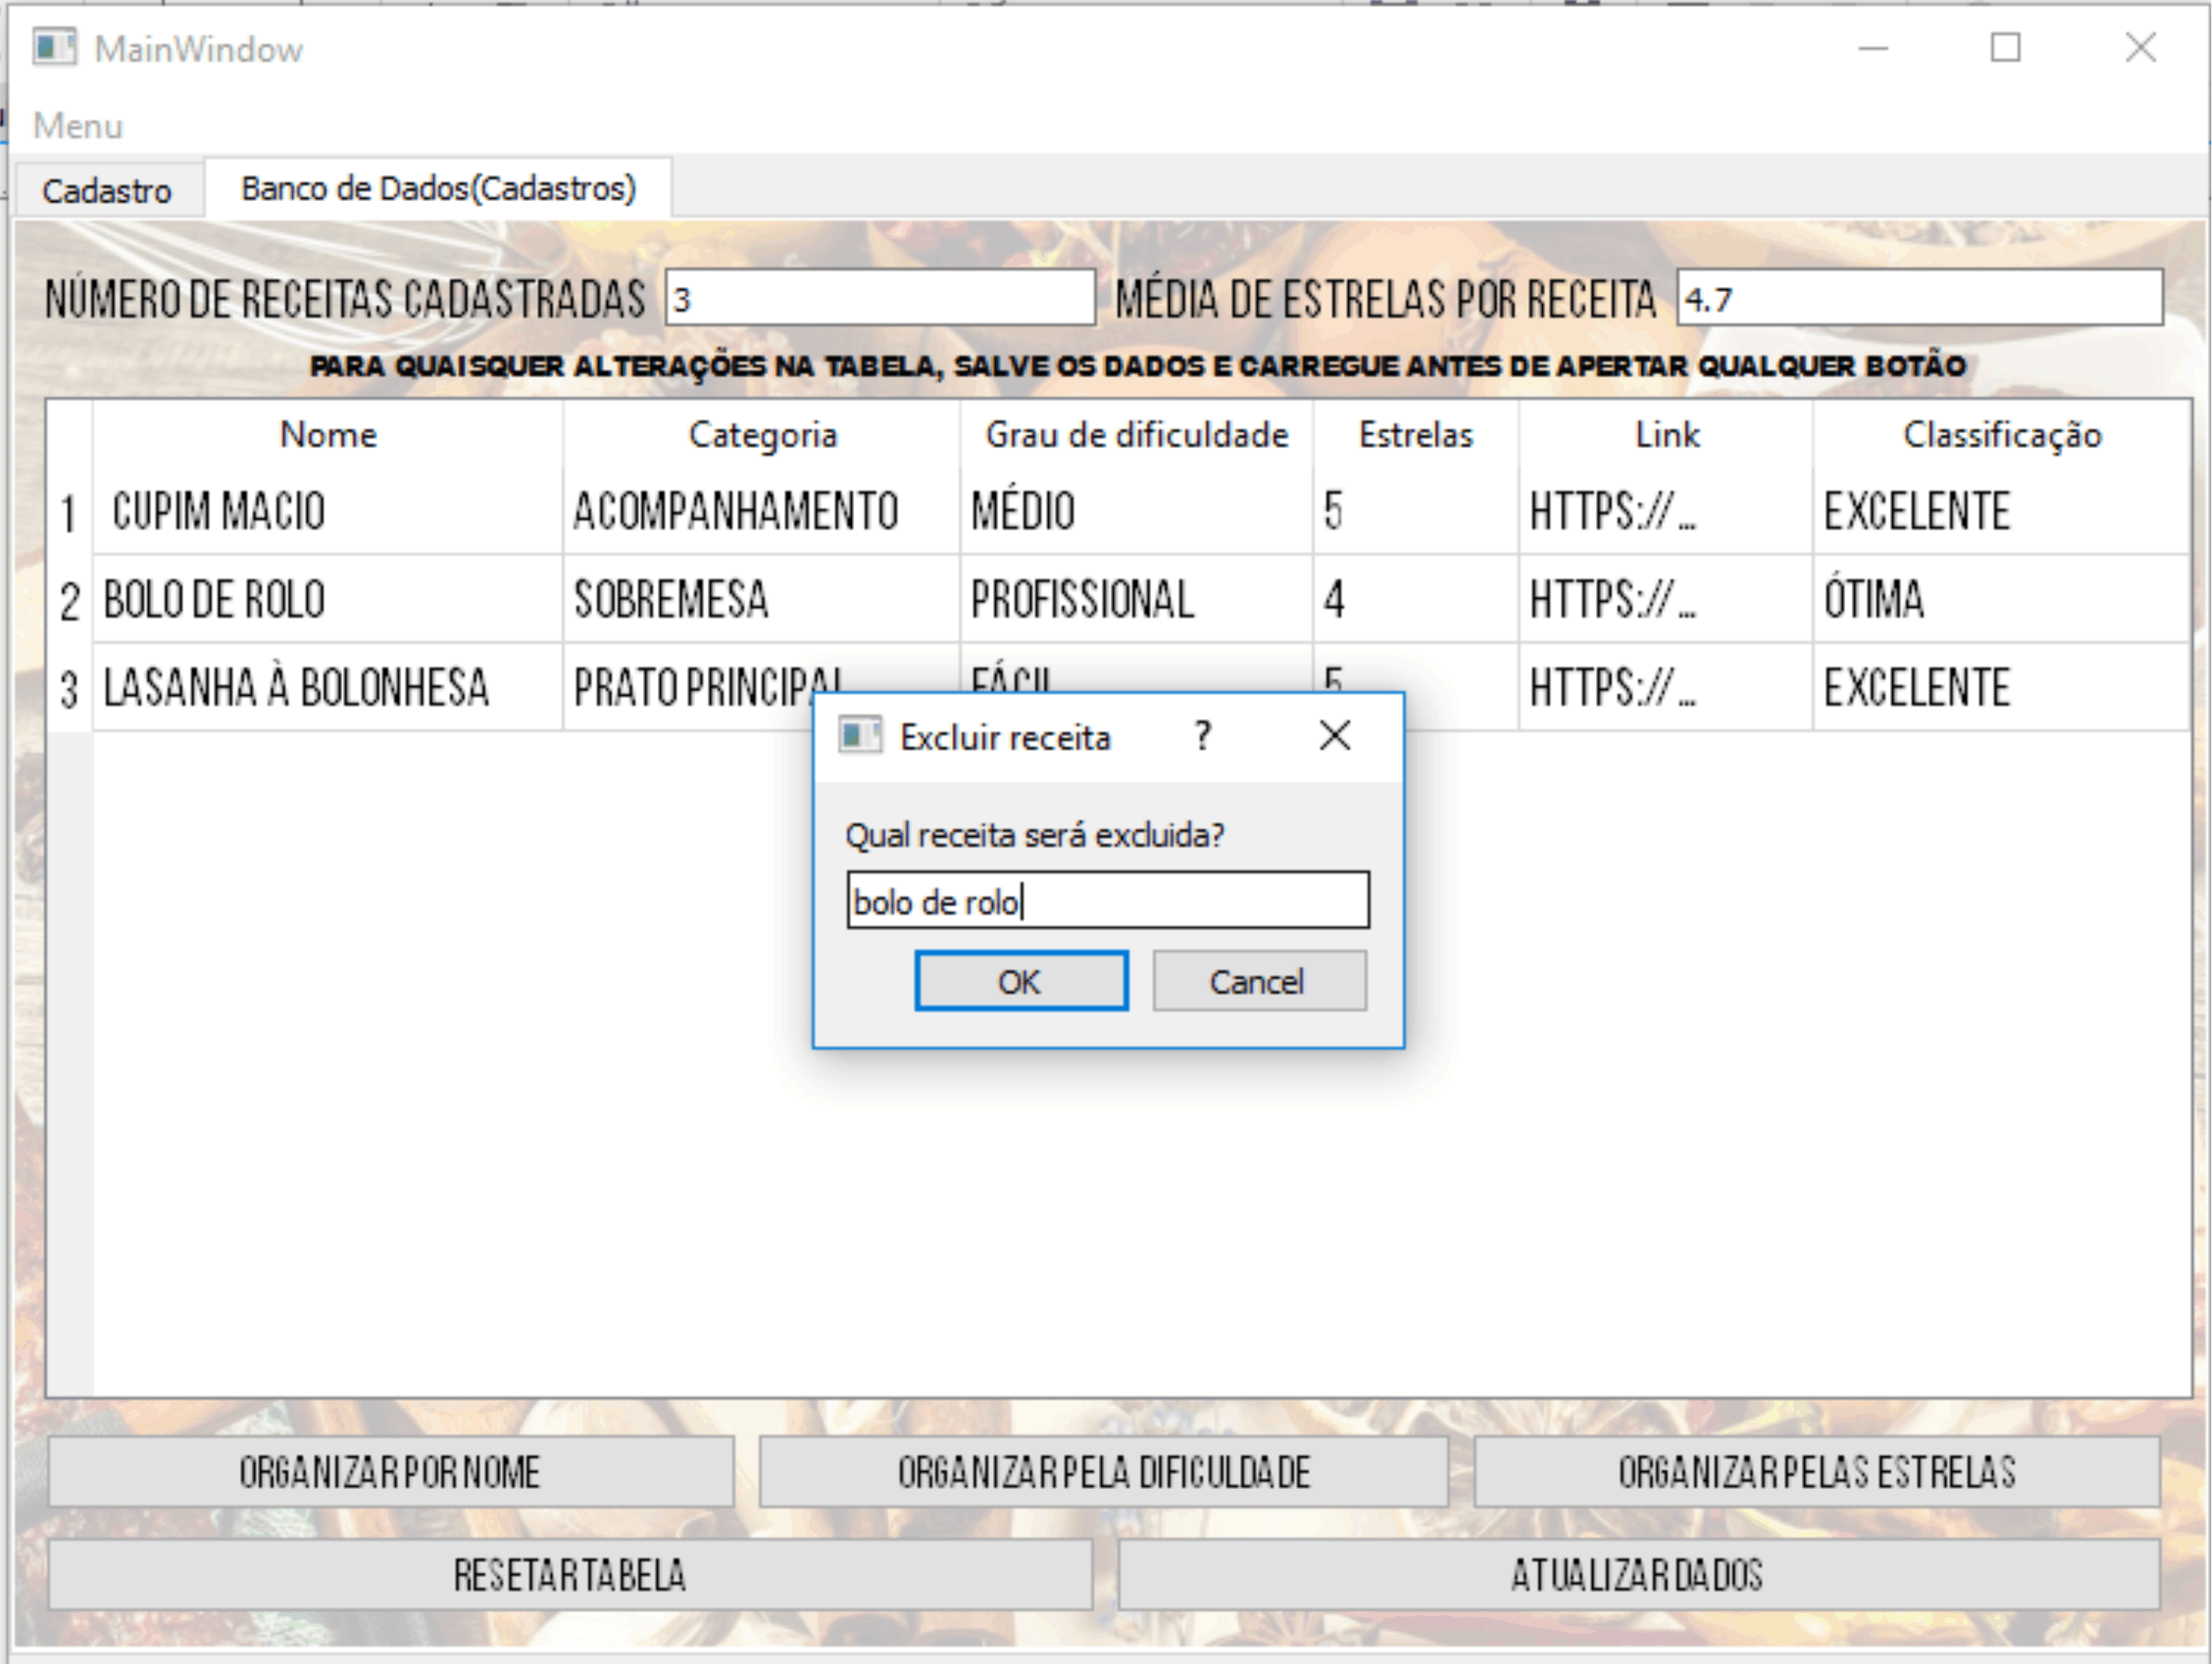 MainWindow
Menu
Cadastro Banco de Dados(Cadastros)
NÚMERO DE RECEITAS CADASTRADAS 3 MÉDIA DE ESTRELAS POR RECEITA 4.7
PARA QUAISQUER ALTERAÇÕES NA TABELA, SALVE OS DADOS E CARREGUE ANTES DE APERTAR QUALQUER BOTÃO
Nome Categoria Grau de dificuldade Estrelas Link Classificação
1 CUPIM MACIO ACOMPANHAMENTO MÉDIO 5 HTTPS:// ... EXCELENTE
2 BOLO DE ROLO SOBREMESA PROFISSIONAL 4 HTTPS:// ... ÓTIMA
3 LASANHA À BOLONHESA PRATO PRINCIPAL FÁCIL 5 HTTPS:// ... EXCELENTE
Excluir receita ?
Qual receita será excluida?
bolo de rolo
OK Cancel
ORGANIZAR POR NOME ORGANIZAR PELA DIFICULDADE ORGANIZAR PELAS ESTRELAS
RESETAR TABELA ATUALIZAR DADOS